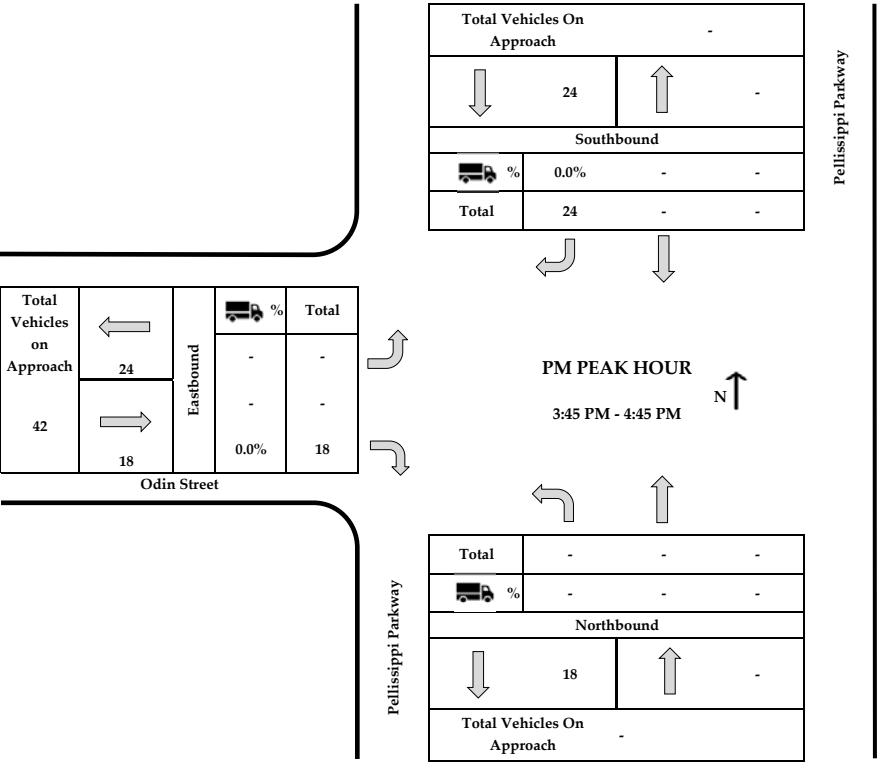 Total Vehicles On
Approach
-
24
-
Southbound
%
0.0%
-
-
Total
24
-
-
Pellissippi Parkway
Total
Vehicles
on
Approach
42
24
18
Eastbound
%
Total
-
-
-
-
0.0%
18
Odin Street
PM PEAK HOUR
3:45 PM - 4:45 PM
N
Pellissippi Parkway
Total
-
-
-
%
-
-
-
Northbound
18
-
Total Vehicles On
Approach
-